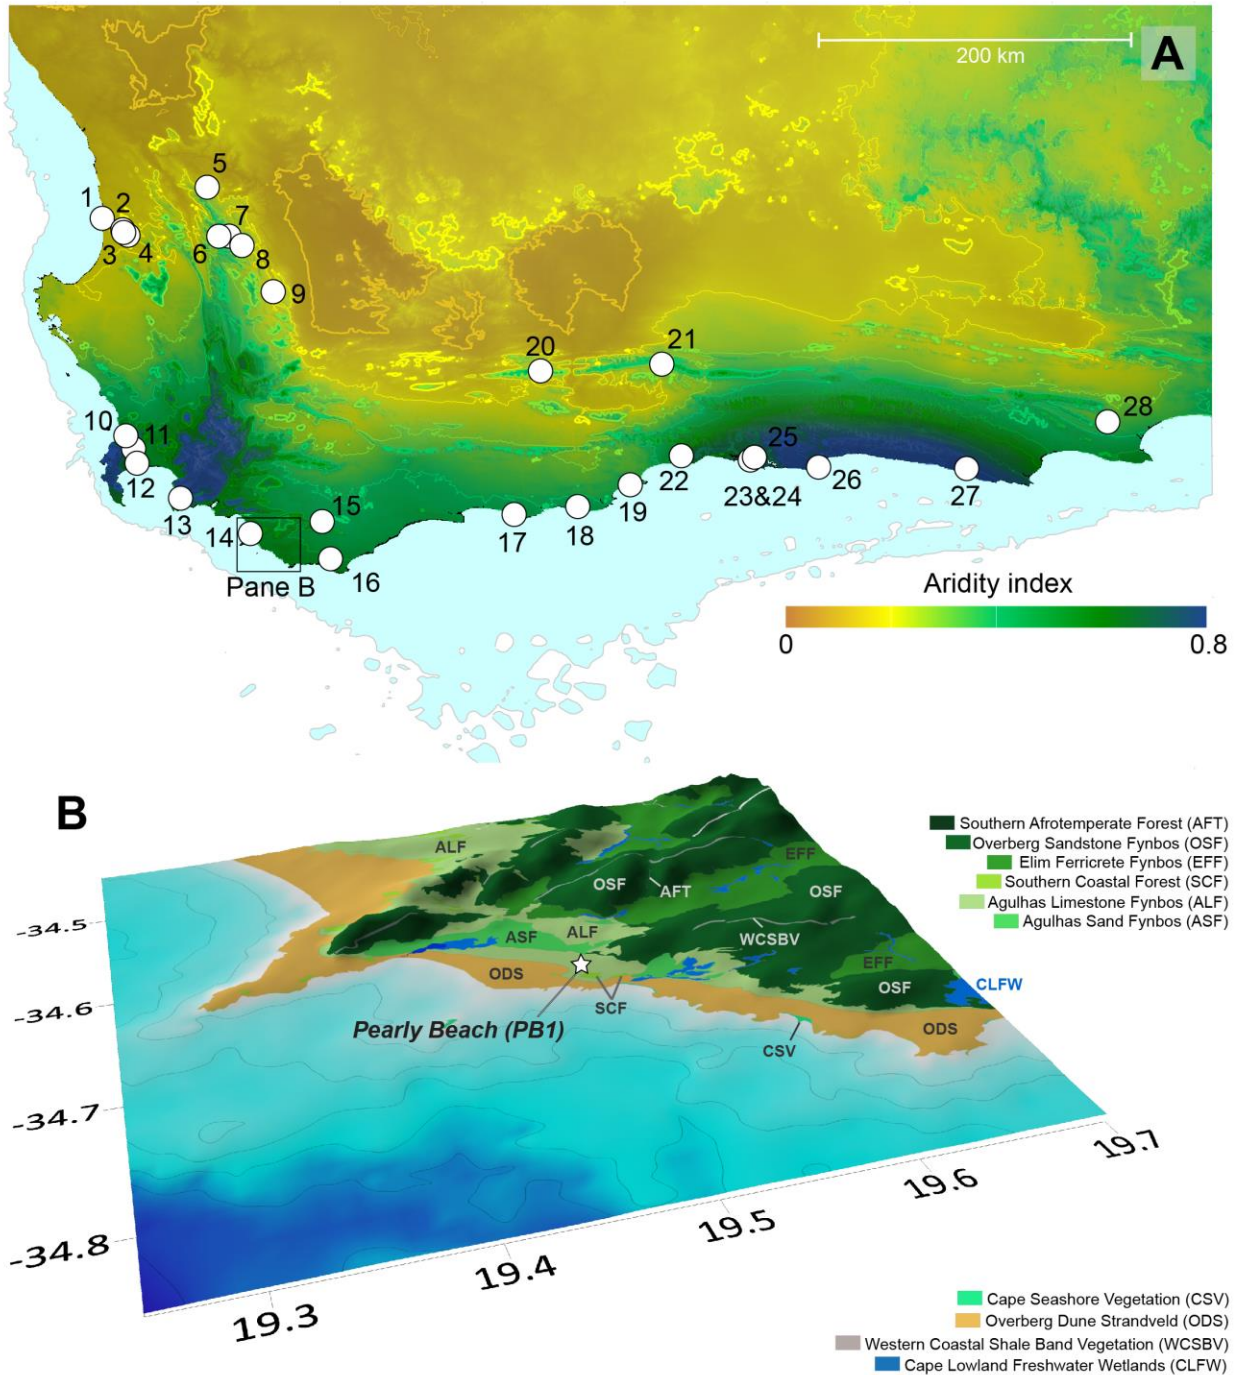 A
200 km
5
1
2
7
3
4
6
8
9
20
21
28
10
11
25
12
22
19
23&24
26
27
13
15
18
17
14
16
Pane B
Aridity index
0
0.8
B
Southern Afrotemperate Forest (AFT)
Overberg Sandstone Fynbos (OSF)
Elim Ferricrete Fynbos (EFF)
Southern Coastal Forest (SCF)
Agulhas Limestone Fynbos (ALF)
Agulhas Sand Fynbos (ASF)
ALF
EFF
OSF
AFT
OSF
ASF
ALF
WCSBV
EFF
ODS
OSF
CLFW
SCF
Pearly Beach (PB1)
ODS
CSV
-34.5
-34.6
-34.7
-34.8
19.3
19.4
19.5
19.6
19.7
Cape Seashore Vegetation (CSV)
Overberg Dune Strandveld (ODS)
Western Coastal Shale Band Vegetation (WCSBV)
Cape Lowland Freshwater Wetlands (CLFW)